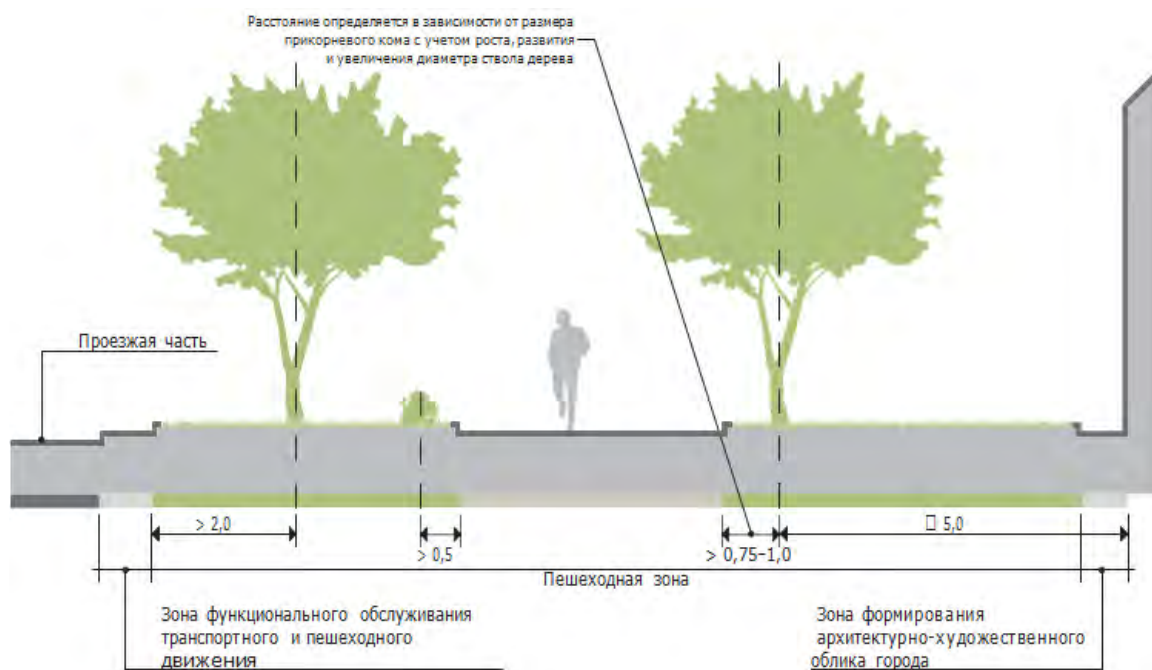 Расстояние определяется в зависимости от размера
прикорневого кома с учетом роста, развития
и увеличения диаметра ствола дерева
Проезжая часть
> 2,0
> 0,5
> 0,75–1,0
□ 5,0
Пешеходная зона
Зона функционального обслуживания
транспортного и пешеходного
движения
Зона формирования
архитектурно-художественного
облика города